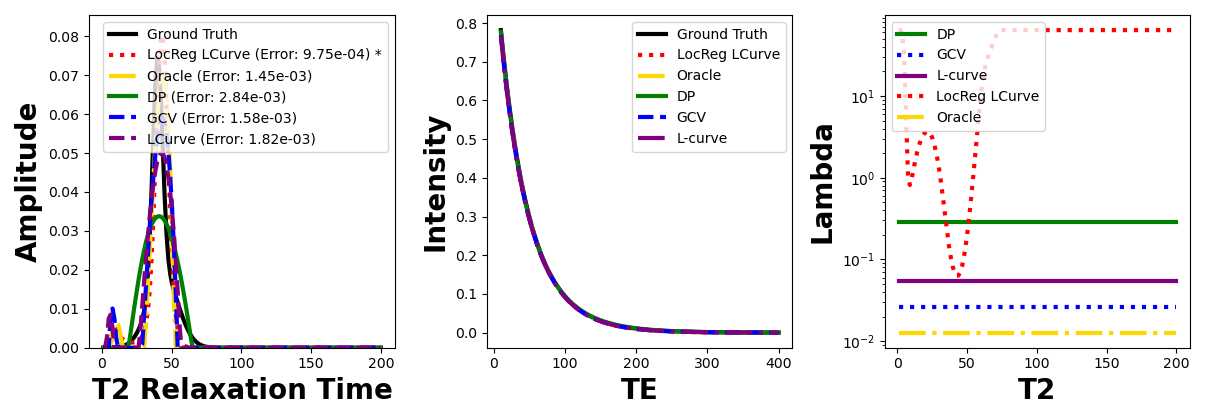 Amplitude
0.08
0.07
0.06
0.05
0.04
0.03
0.02
0.01
0.00
Ground Truth
LocReg LCurve (Error: 9.75e-04) *
Oracle (Error: 1.45e-03)
DP (Error: 2.84e-03)
GCV (Error: 1.58e-03)
LCurve (Error: 1.82e-03)
0
50
100
150
200
T2 Relaxation Time
Intensity
0.8
0.7
0.6
0.5
0.4
0.3
0.2
0.1
0.0
Ground Truth
LocReg LCurve
Oracle
DP
GCV
L-curve
0
100
200
300
400
TE
Lambda
10¹
10⁰
10⁻¹
10⁻²
DP
GCV
L-curve
LocReg LCurve
Oracle
0
50
100
150
200
T2